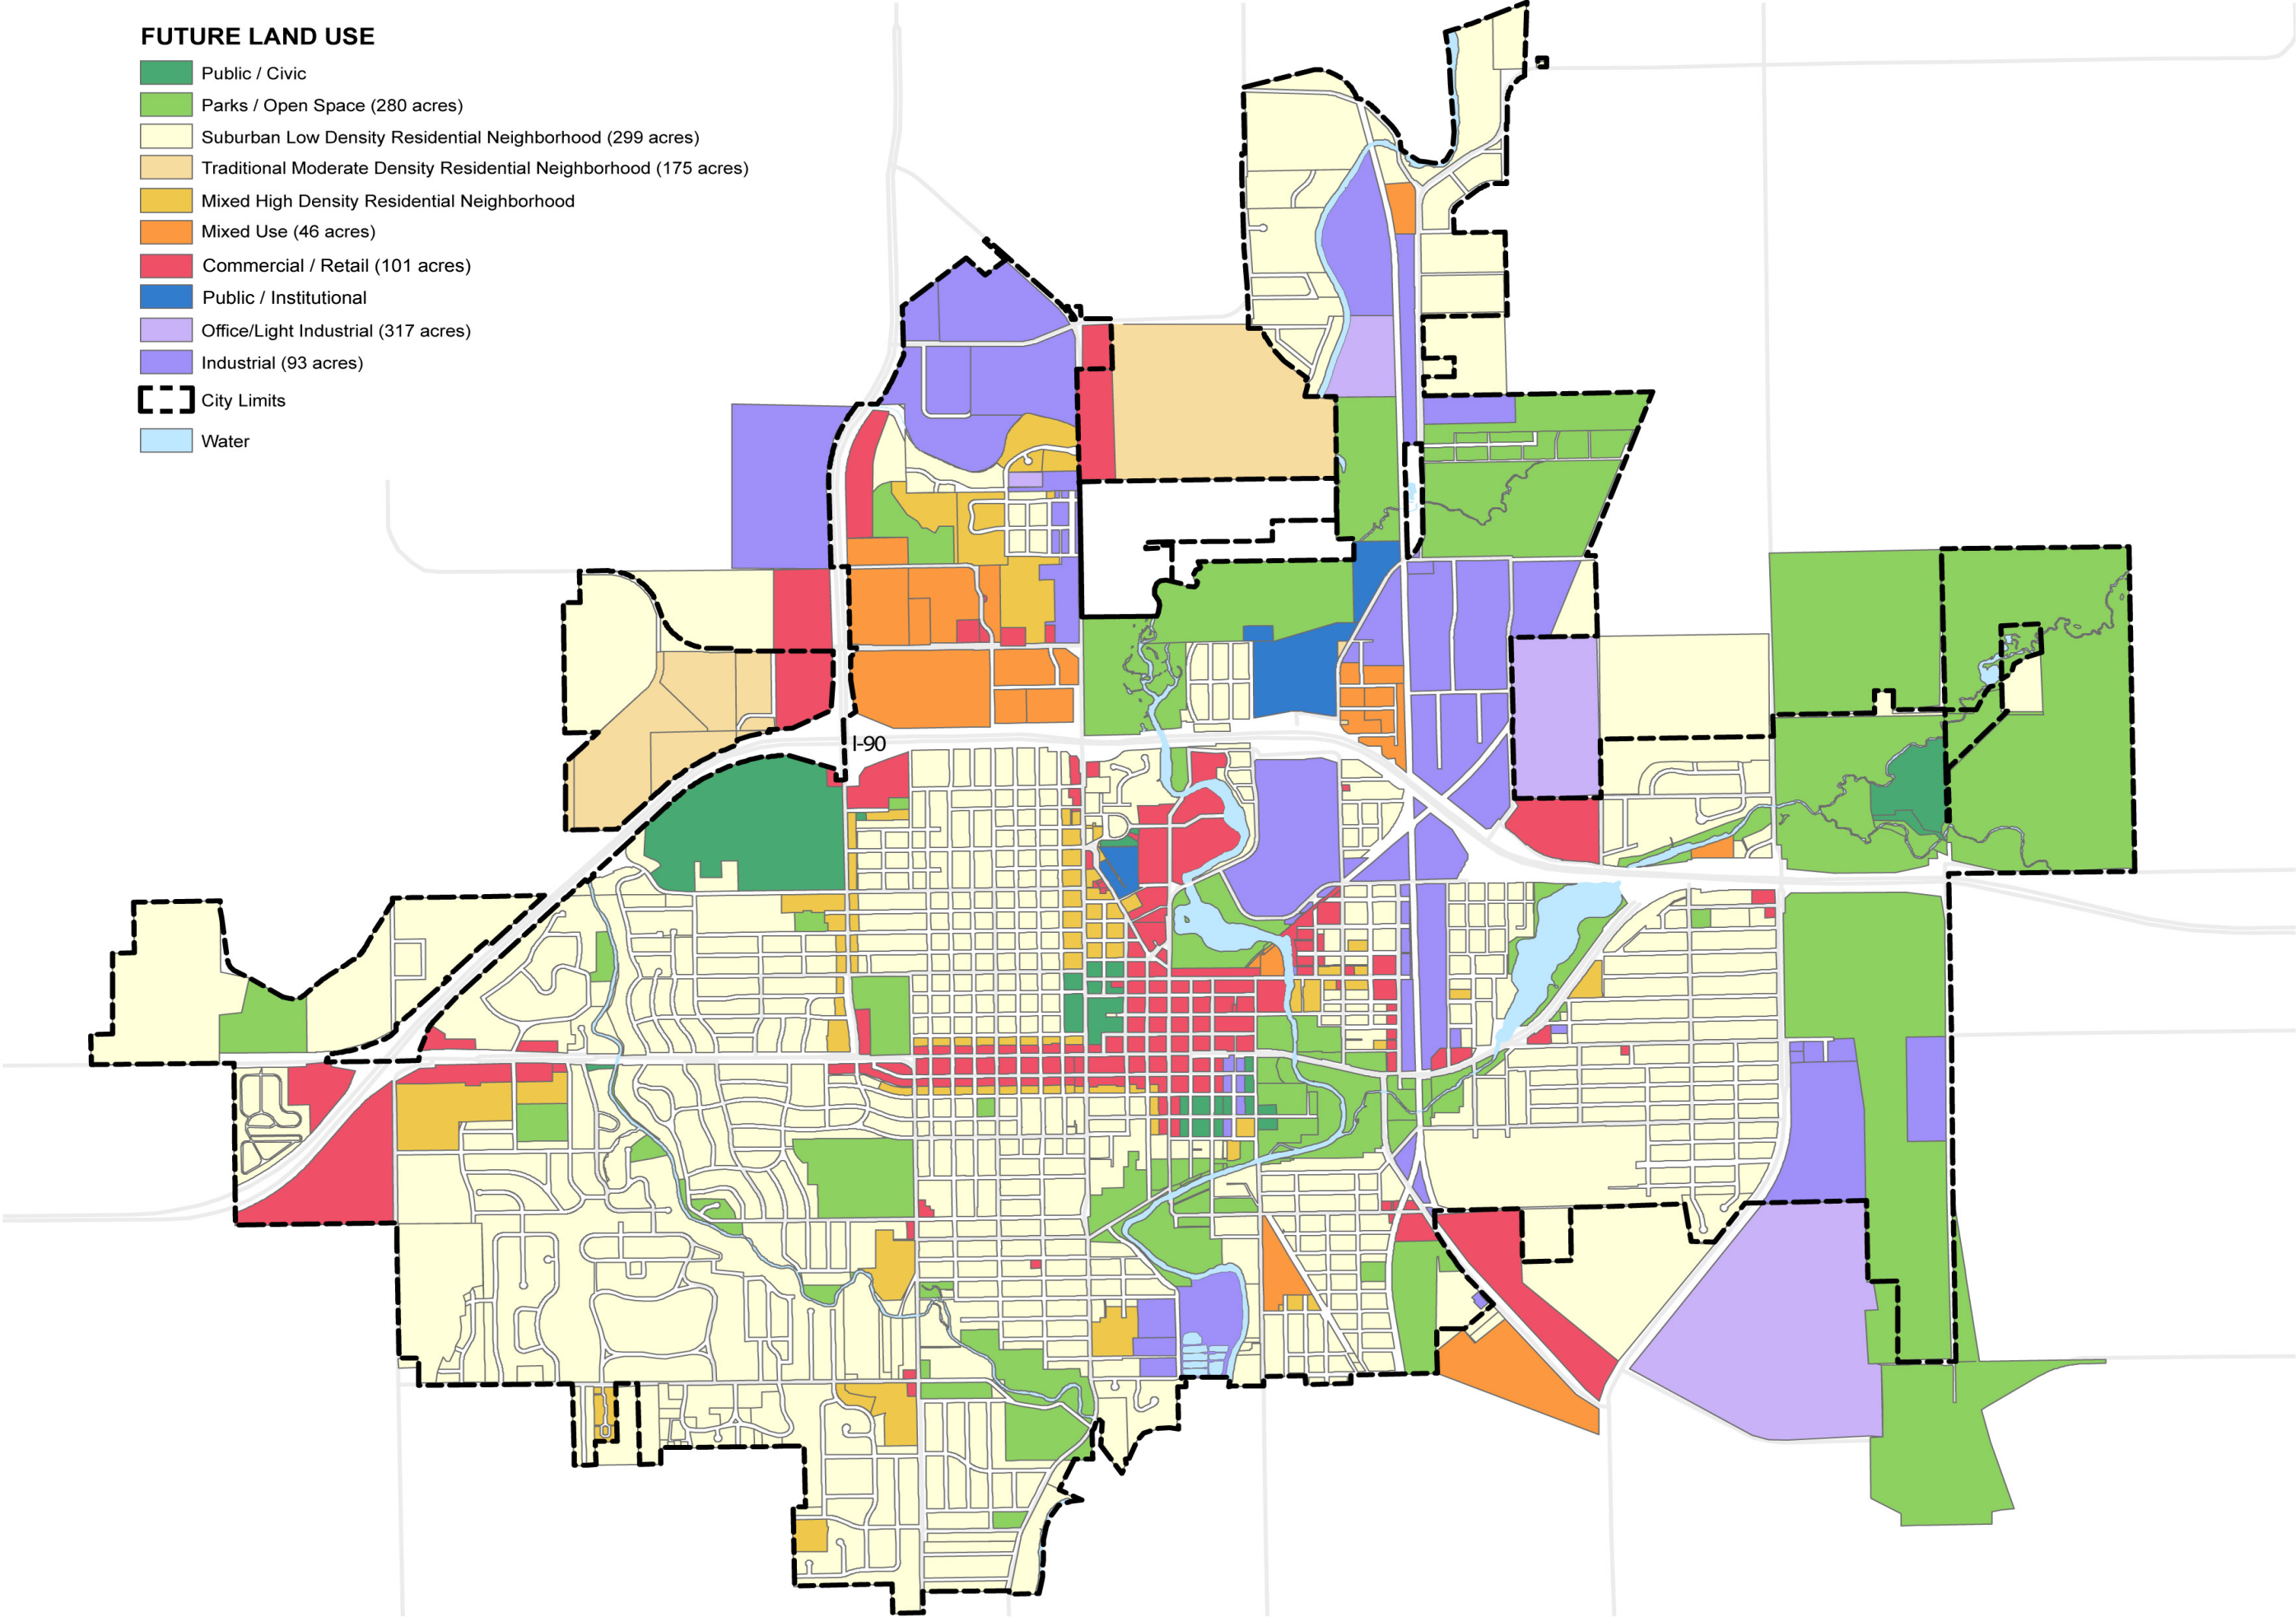 FUTURE LAND USE
Public / Civic
Parks / Open Space (280 acres)
Suburban Low Density Residential Neighborhood (299 acres)
Traditional Moderate Density Residential Neighborhood (175 acres)
Mixed High Density Residential Neighborhood
Mixed Use (46 acres)
Commercial / Retail (101 acres)
Public / Institutional
Office/Light Industrial (317 acres)
Industrial (93 acres)
City Limits
Water
I-90